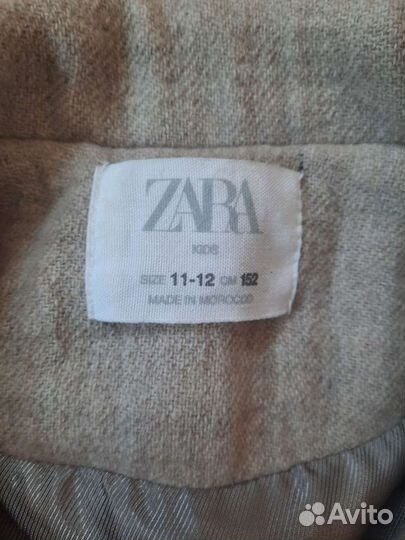 ZARA
KIDS
SIZE 11-12 CM 152
MADE IN MOROCCO
Avito